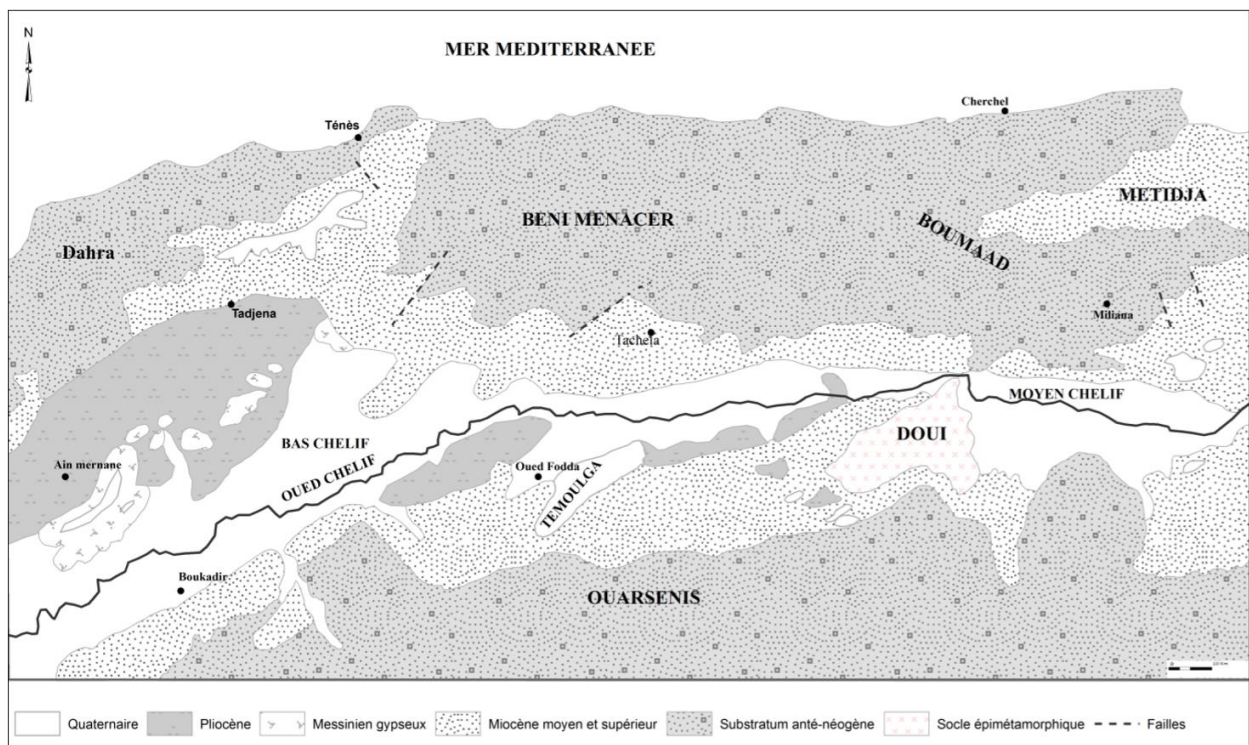 N
MER MEDITERRANEE
Cherchel
Ténès
METIDJA
BENI MENACER
BOUMAAD
Dahra
Tadjena
Miliana
Tacheta
MOYEN CHELIF
DOUI
BAS CHELIF
OUED CHELIF
Ain mernane
Oued Fodda
TEMOULGA
Boukadir
OUARSENIS
Quaternaire Pliocène Messinien gypseux Miocène moyen et supérieur Substratum anté-néogène Socle épimétamorphique Failles